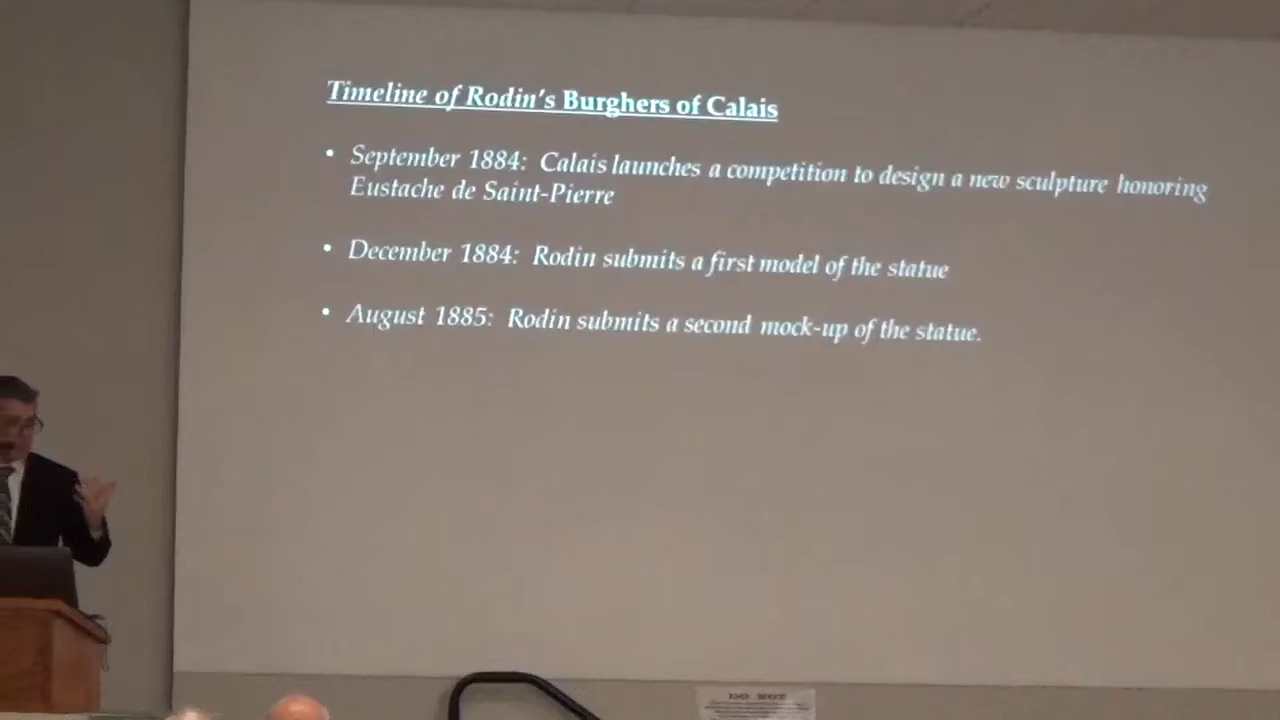 Timeline of Rodin's Burghers of Calais
• September 1884: Calais launches a competition to design a new sculpture honoring
Eustache de Saint-Pierre
• December 1884: Rodin submits a first model of the statue
• August 1885: Rodin submits a second mock-up of the statue.
DO NOT